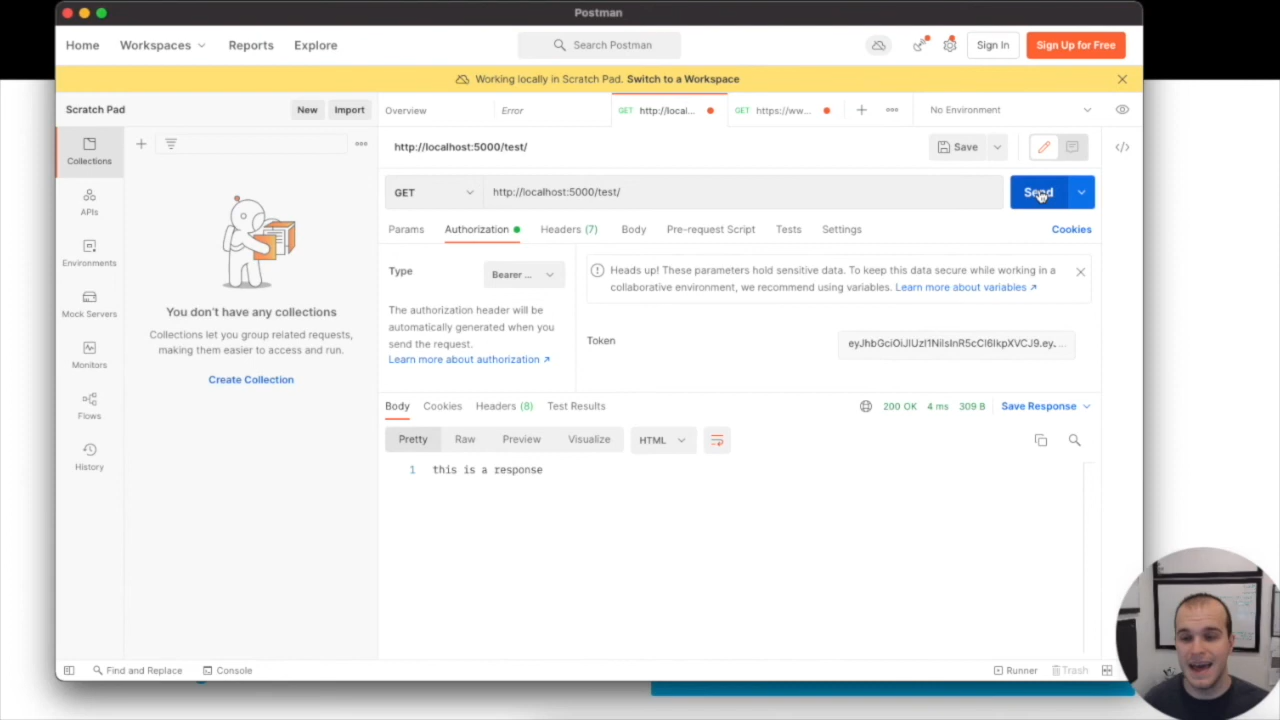 Postman
Home
Workspaces
Reports
Explore
Search Postman
Sign In
Sign Up for Free
Working locally in Scratch Pad. Switch to a Workspace
Scratch Pad
New
Import
Overview
Error
GET http://local...
GET https://ww...
No Environment
Collections
APIs
Environments
Mock Servers
Monitors
Flows
History
You don't have any collections
Collections let you group related requests,
making them easier to access and run.
Create Collection
http://localhost:5000/test/
Save
GET
http://localhost:5000/test/
Send
Params
Authorization
Headers (7)
Body
Pre-request Script
Tests
Settings
Cookies
Type
Bearer ...
The authorization header will be
automatically generated when you
send the request.
Learn more about authorization ↗
Heads up! These parameters hold sensitive data. To keep this data secure while working in a
collaborative environment, we recommend using variables. Learn more about variables ↗
Token
eyJhbGciOiJIUzI1NiIsInR5cCI6IkpXVCJ9.ey...
Body
Cookies
Headers (8)
Test Results
200 OK
4 ms
309 B
Save Response
Pretty
Raw
Preview
Visualize
HTML
1 this is a response
Find and Replace
Console
Runner
Trash